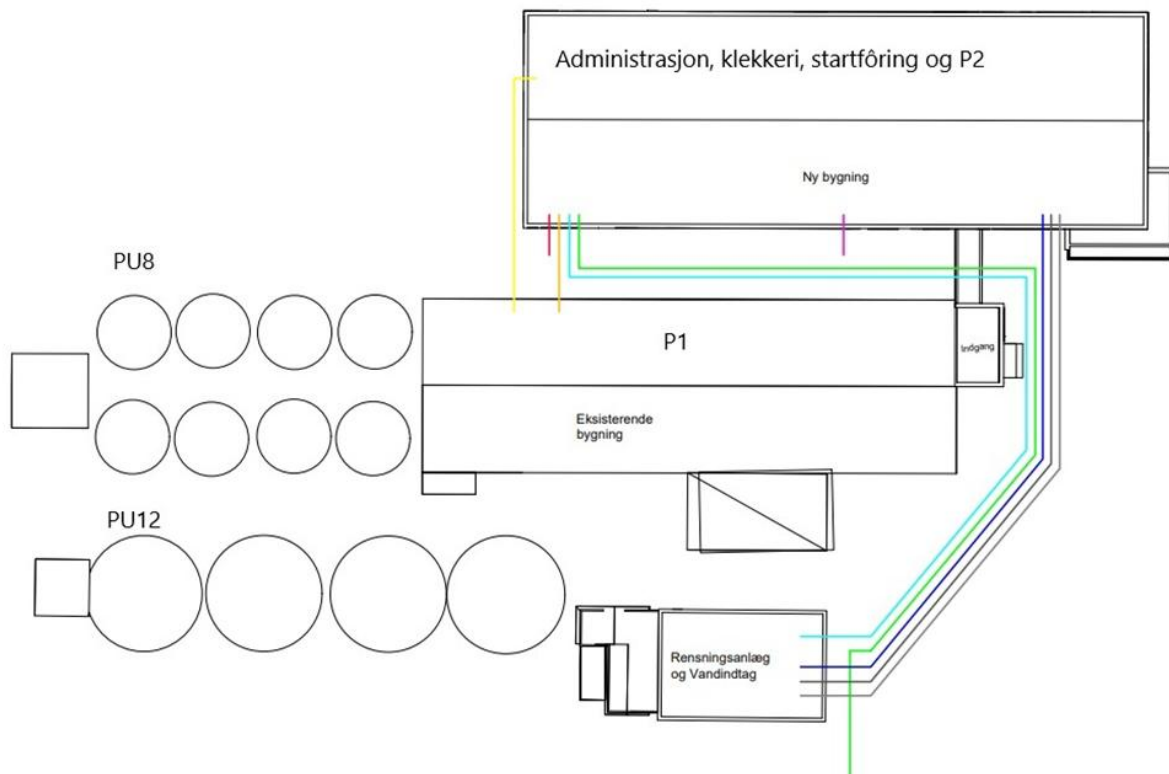 Administrasjon, klekkeri, startfôring og P2
Ny bygning
PU8
P1
Indgang
Eksisterende
bygning
PU12
Rensningsanlæg
og Vandindtag